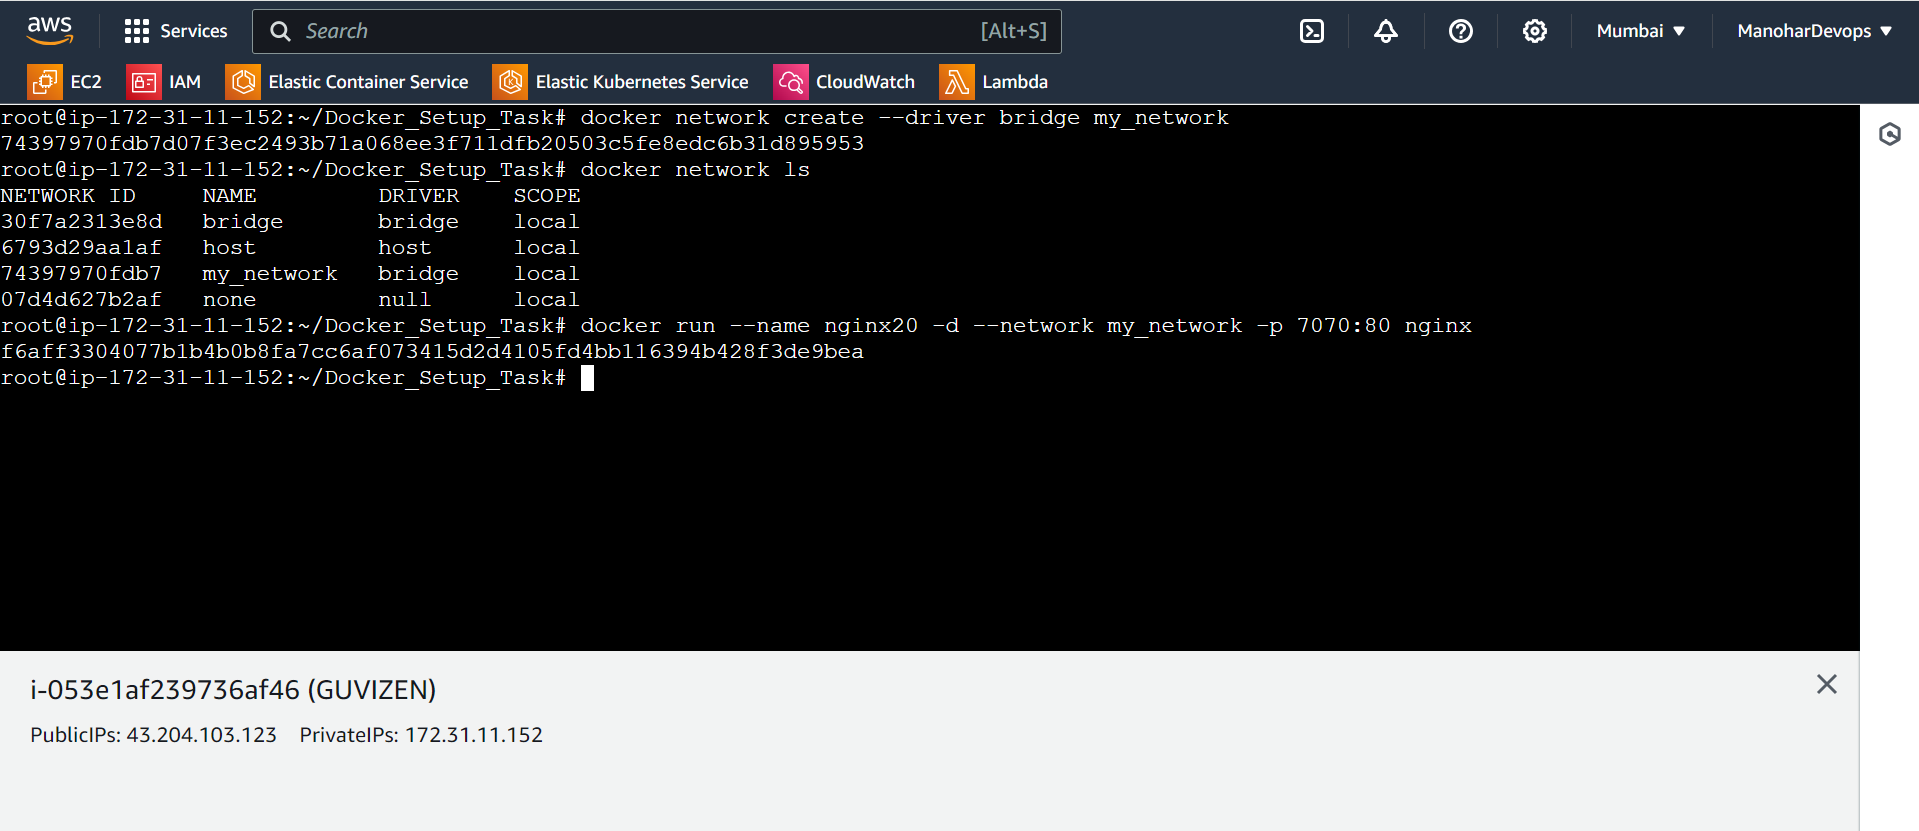 aws Services Search [Alt+S] Mumbai ▼ ManoharDevops ▼
EC2 IAM Elastic Container Service Elastic Kubernetes Service CloudWatch Lambda
root@ip-172-31-11-152:~/Docker_Setup_Task# docker network create --driver bridge my_network
74397970fdb7d07f3ec2493b71a068ee3f711dfb20503c5fe8edc6b31d895953
root@ip-172-31-11-152:~/Docker_Setup_Task# docker network ls
NETWORK ID NAME DRIVER SCOPE
30f7a2313e8d bridge bridge local
6793d29aa1af host host local
74397970fdb7 my_network bridge local
07d4d627b2af none null local
root@ip-172-31-11-152:~/Docker_Setup_Task# docker run --name nginx20 -d --network my_network -p 7070:80 nginx
f6aff3304077b1b4b0b8fa7cc6af073415d2d4105fd4bb116394b428f3de9bea
root@ip-172-31-11-152:~/Docker_Setup_Task#
i-053e1af239736af46 (GUVIZEN)
PublicIPs: 43.204.103.123 PrivateIPs: 172.31.11.152